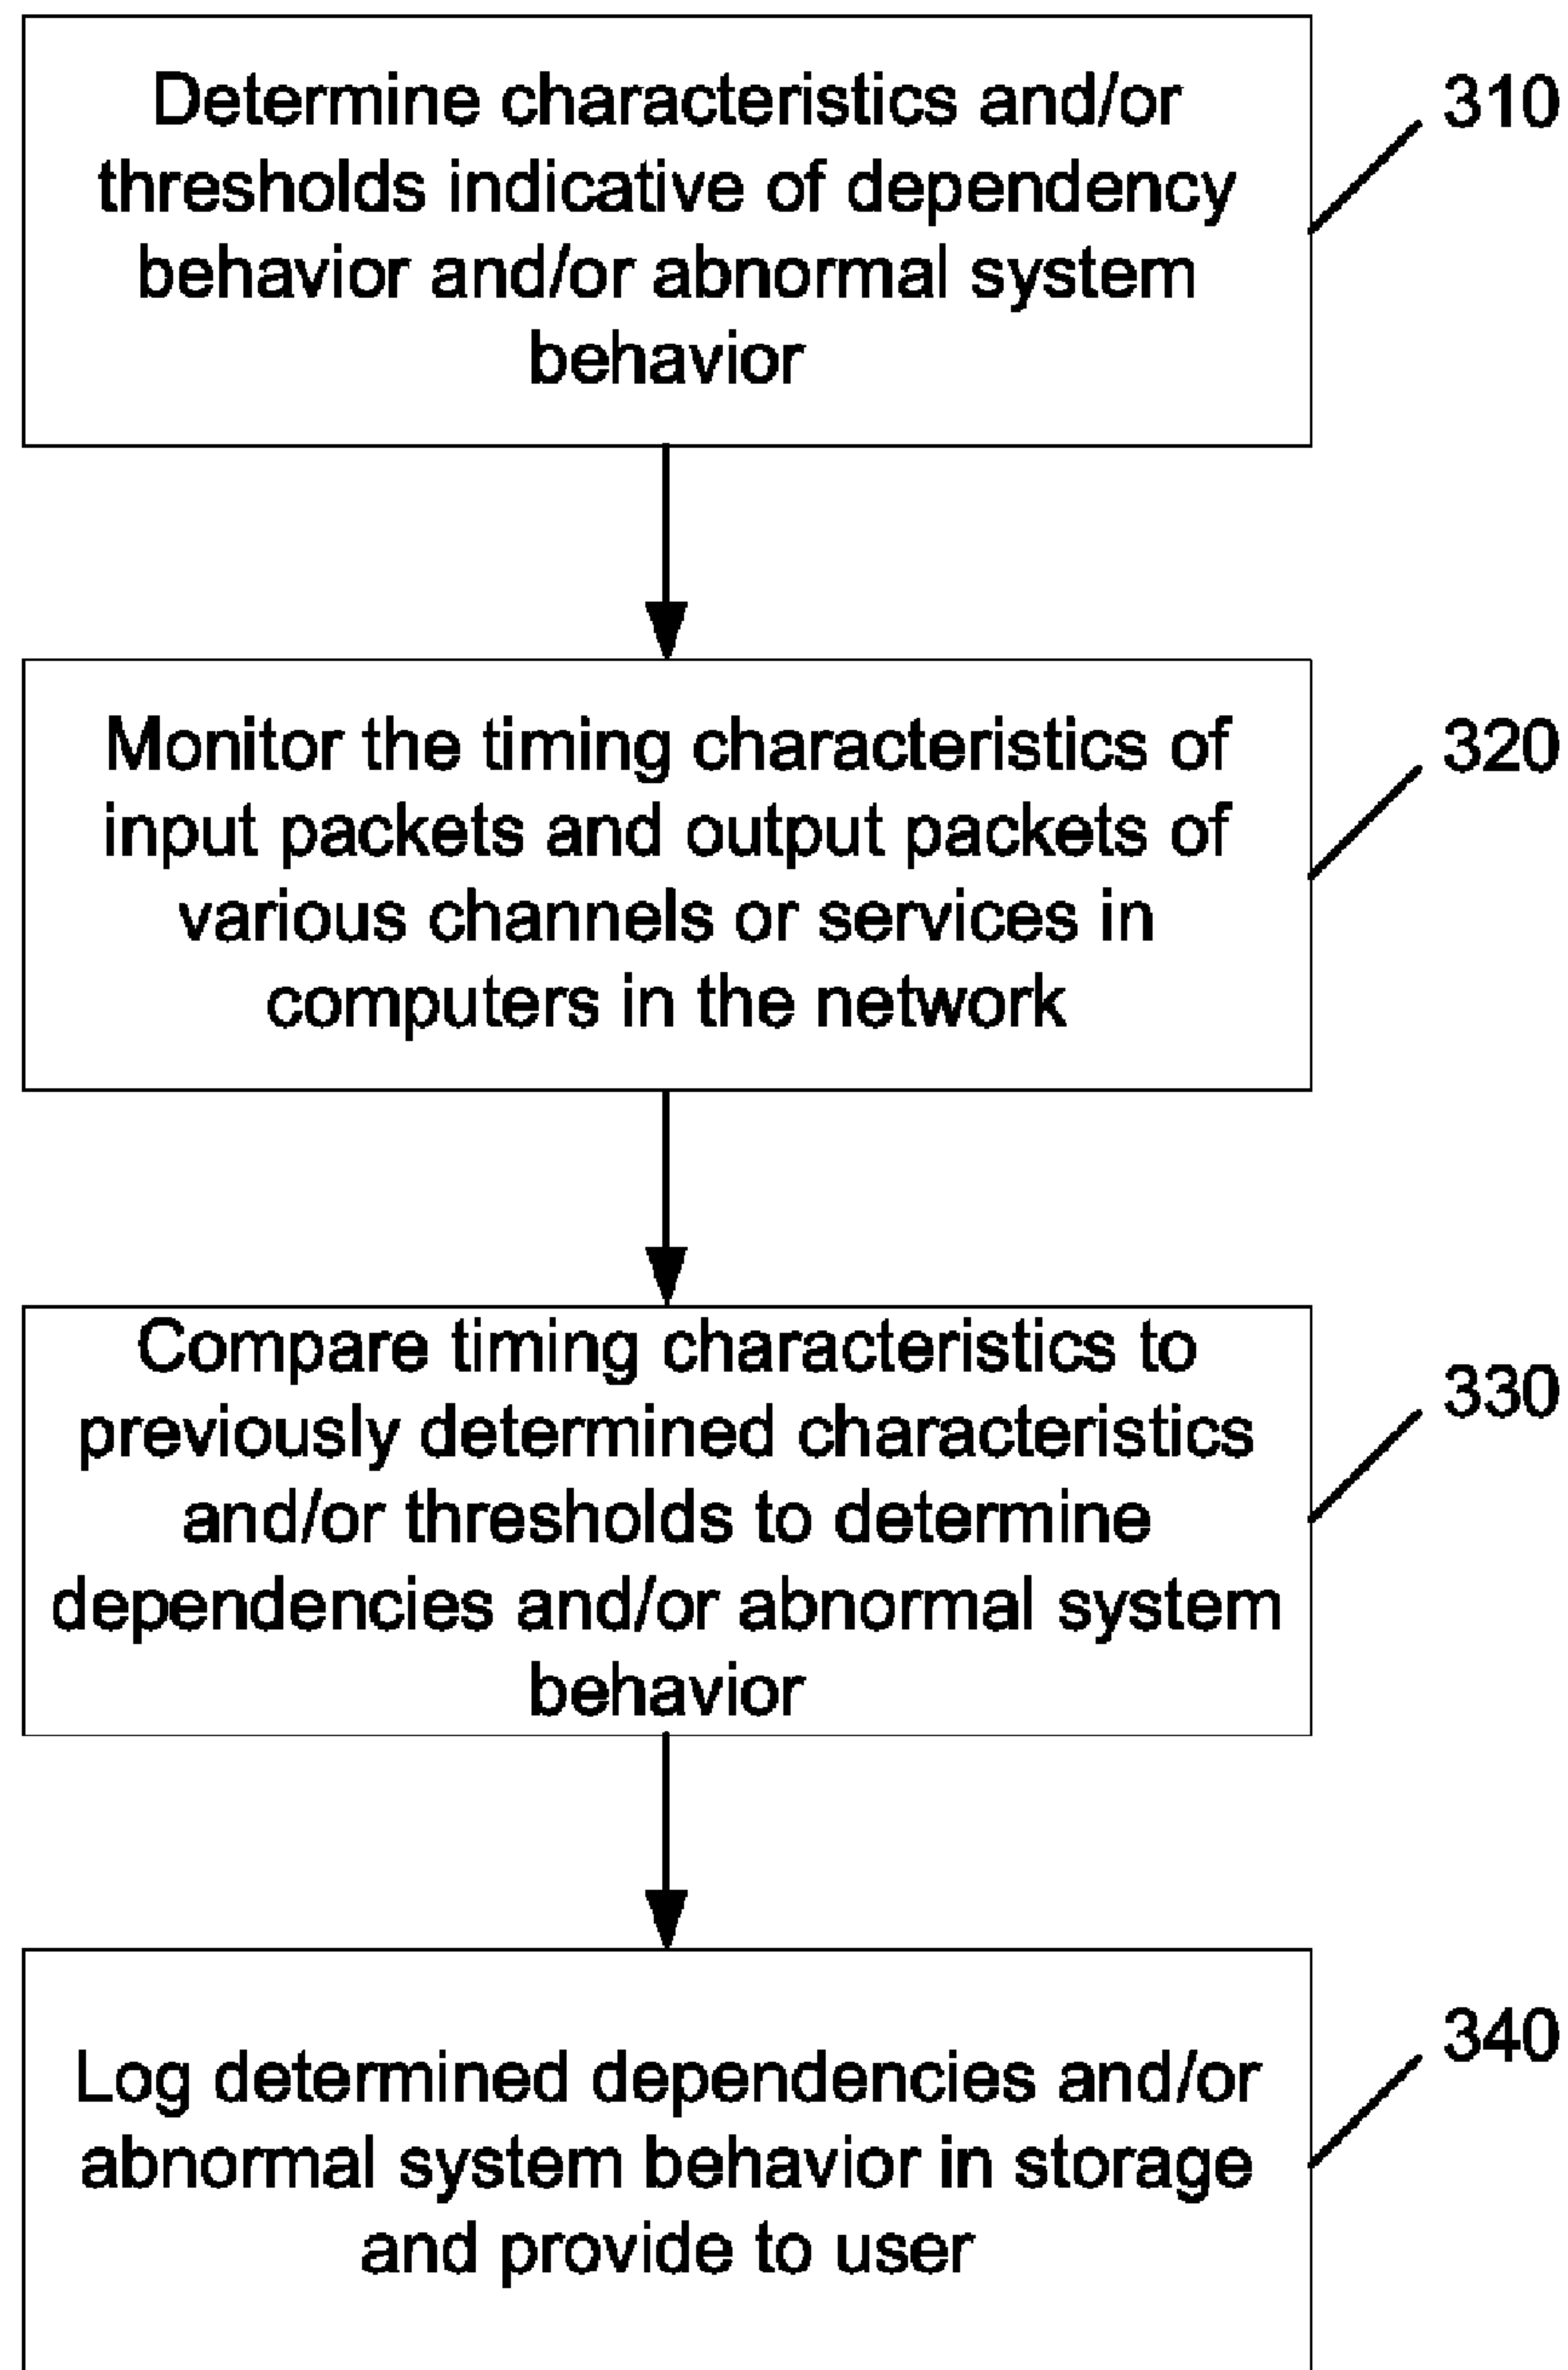 Determine characteristics and/or
thresholds indicative of dependency
behavior and/or abnormal system
behavior
310
Monitor the timing characteristics of
input packets and output packets of
various channels or services in
computers in the network
320
Compare timing characteristics to
previously determined characteristics
and/or thresholds to determine
dependencies and/or abnormal system
behavior
330
Log determined dependencies and/or
abnormal system behavior in storage
and provide to user
340